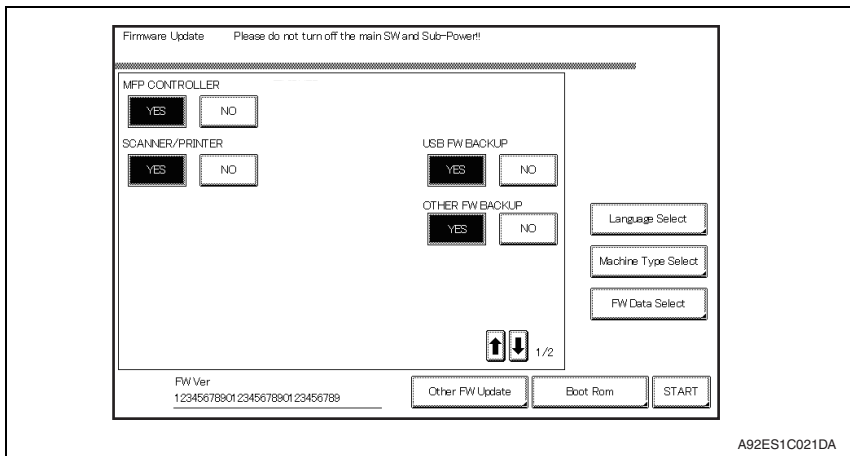 Firmware Update Please do not turn off the main SW and Sub-Power!!
MFP CONTROLLER
YES NO
SCANNER/PRINTER
YES NO
USB FW BACKUP
YES NO
OTHER FW BACKUP
YES NO
Language Select
Machine Type Select
FW Data Select
1/2
FW Ver
12345678901234567890123456789
Other FW Update
Boot Rom
START
A92ES1C021DA